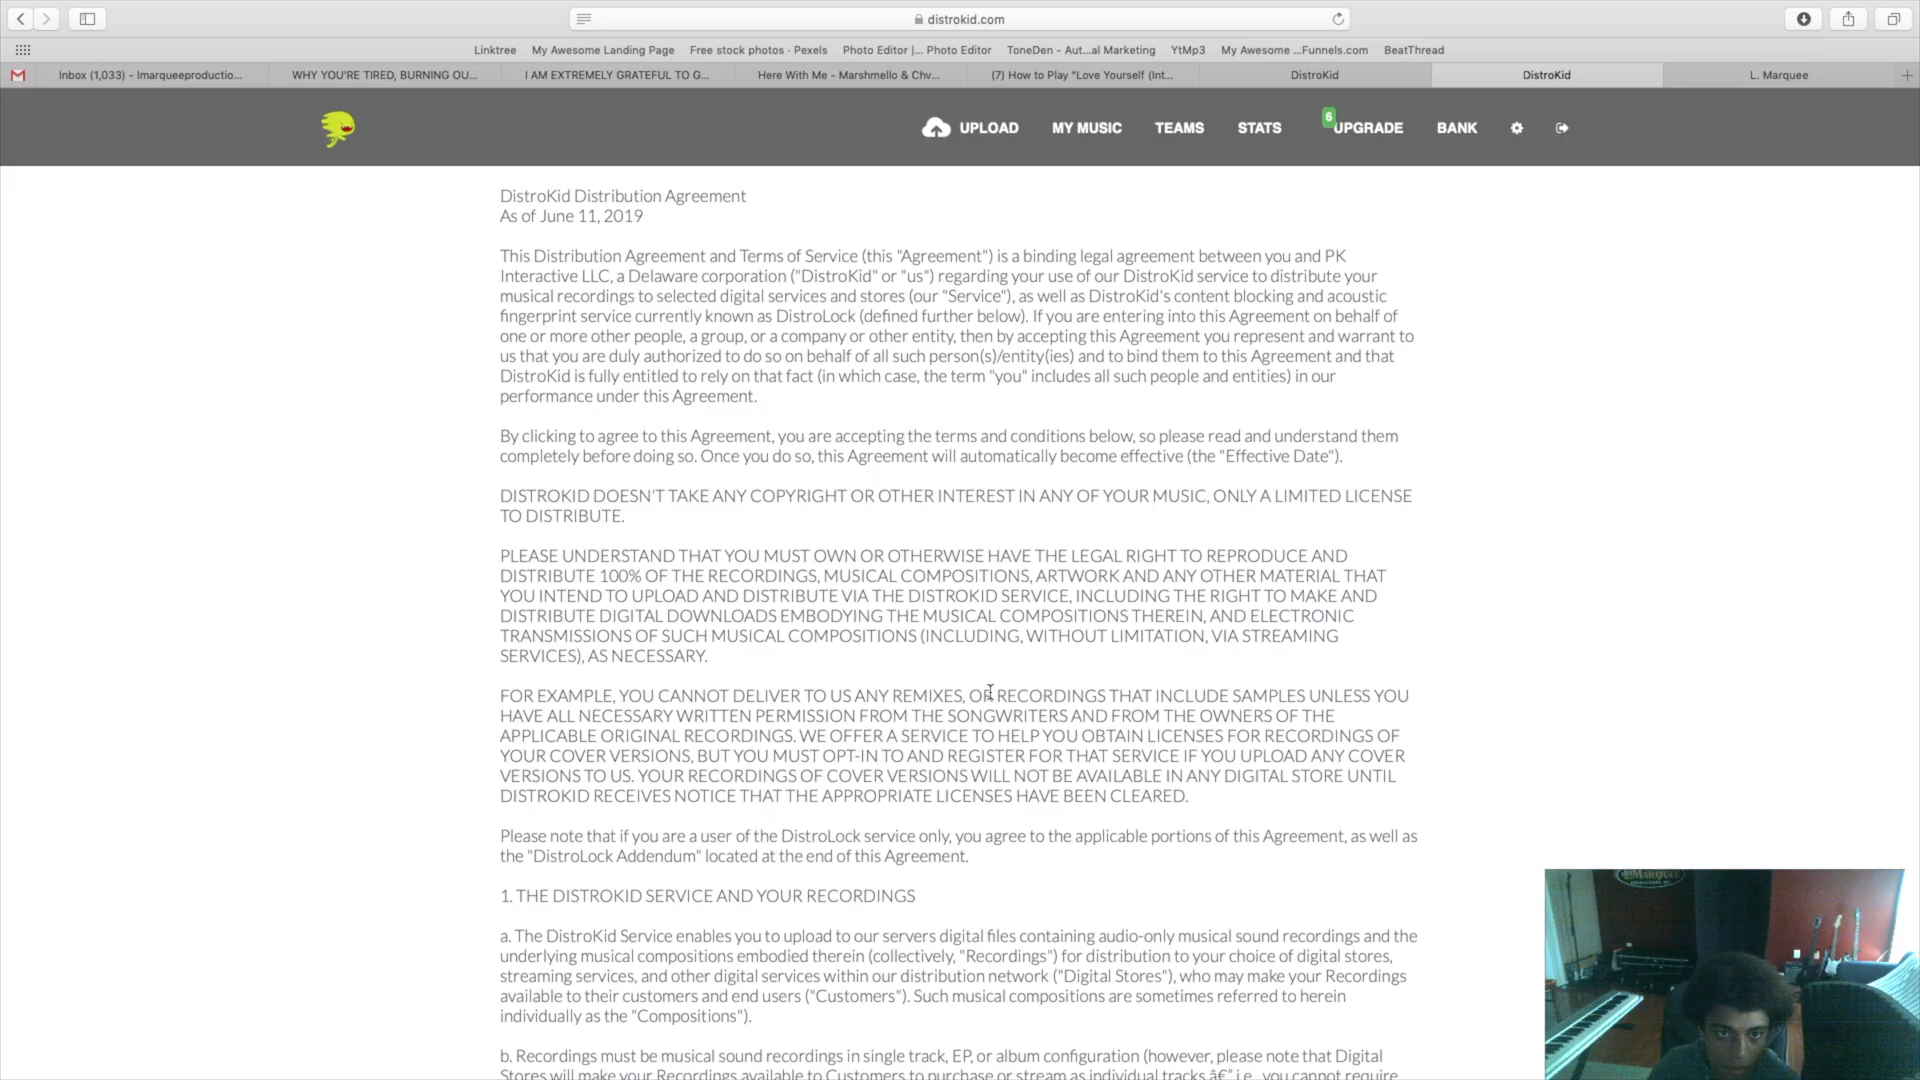 distrokid.com
Linktree My Awesome Landing Page Free stock photos · Pexels Photo Editor |... Photo Editor ToneDen - Aut...al Marketing YtMp3 My Awesome ...Funnels.com BeatThread
Inbox (1,033) - lmarqueeproductio... WHY YOU'RE TIRED, BURNING OU... I AM EXTREMELY GRATEFUL TO G... Here With Me - Marshmello & Chv... (7) How to Play "Love Yourself (Int... DistroKid DistroKid L. Marquee
UPLOAD MY MUSIC TEAMS STATS 6 UPGRADE BANK
DistroKid Distribution Agreement
As of June 11, 2019
This Distribution Agreement and Terms of Service (this "Agreement") is a binding legal agreement between you and PK
Interactive LLC, a Delaware corporation ("DistroKid" or "us") regarding your use of our DistroKid service to distribute your
musical recordings to selected digital services and stores (our "Service"), as well as DistroKid's content blocking and acoustic
fingerprint service currently known as DistroLock (defined further below). If you are entering into this Agreement on behalf of
one or more other people, a group, or a company or other entity, then by accepting this Agreement you represent and warrant to
us that you are duly authorized to do so on behalf of all such person(s)/entity(ies) and to bind them to this Agreement and that
DistroKid is fully entitled to rely on that fact (in which case, the term "you" includes all such people and entities) in our
performance under this Agreement.
By clicking to agree to this Agreement, you are accepting the terms and conditions below, so please read and understand them
completely before doing so. Once you do so, this Agreement will automatically become effective (the "Effective Date").
DISTROKID DOESN'T TAKE ANY COPYRIGHT OR OTHER INTEREST IN ANY OF YOUR MUSIC, ONLY A LIMITED LICENSE
TO DISTRIBUTE.
PLEASE UNDERSTAND THAT YOU MUST OWN OR OTHERWISE HAVE THE LEGAL RIGHT TO REPRODUCE AND
DISTRIBUTE 100% OF THE RECORDINGS, MUSICAL COMPOSITIONS, ARTWORK AND ANY OTHER MATERIAL THAT
YOU INTEND TO UPLOAD AND DISTRIBUTE VIA THE DISTROKID SERVICE, INCLUDING THE RIGHT TO MAKE AND
DISTRIBUTE DIGITAL DOWNLOADS EMBODYING THE MUSICAL COMPOSITIONS THEREIN, AND ELECTRONIC
TRANSMISSIONS OF SUCH MUSICAL COMPOSITIONS (INCLUDING, WITHOUT LIMITATION, VIA STREAMING
SERVICES), AS NECESSARY.
FOR EXAMPLE, YOU CANNOT DELIVER TO US ANY REMIXES, OR RECORDINGS THAT INCLUDE SAMPLES UNLESS YOU
HAVE ALL NECESSARY WRITTEN PERMISSION FROM THE SONGWRITERS AND FROM THE OWNERS OF THE
APPLICABLE ORIGINAL RECORDINGS. WE OFFER A SERVICE TO HELP YOU OBTAIN LICENSES FOR RECORDINGS OF
YOUR COVER VERSIONS, BUT YOU MUST OPT-IN TO AND REGISTER FOR THAT SERVICE IF YOU UPLOAD ANY COVER
VERSIONS TO US. YOUR RECORDINGS OF COVER VERSIONS WILL NOT BE AVAILABLE IN ANY DIGITAL STORE UNTIL
DISTROKID RECEIVES NOTICE THAT THE APPROPRIATE LICENSES HAVE BEEN CLEARED.
Please note that if you are a user of the DistroLock service only, you agree to the applicable portions of this Agreement, as well as
the "DistroLock Addendum" located at the end of this Agreement.
1. THE DISTROKID SERVICE AND YOUR RECORDINGS
a. The DistroKid Service enables you to upload to our servers digital files containing audio-only musical sound recordings and the
underlying musical compositions embodied therein (collectively, "Recordings") for distribution to your choice of digital stores,
streaming services, and other digital services within our distribution network ("Digital Stores"), who may make your Recordings
available to their customers and end users ("Customers"). Such musical compositions are sometimes referred to herein
individually as the "Compositions").
b. Recordings must be musical sound recordings in single track, EP, or album configuration (however, please note that Digital
Stores will make your Recordings available to Customers to purchase or stream as individual tracks â€" i.e., you cannot require
MARQUEE